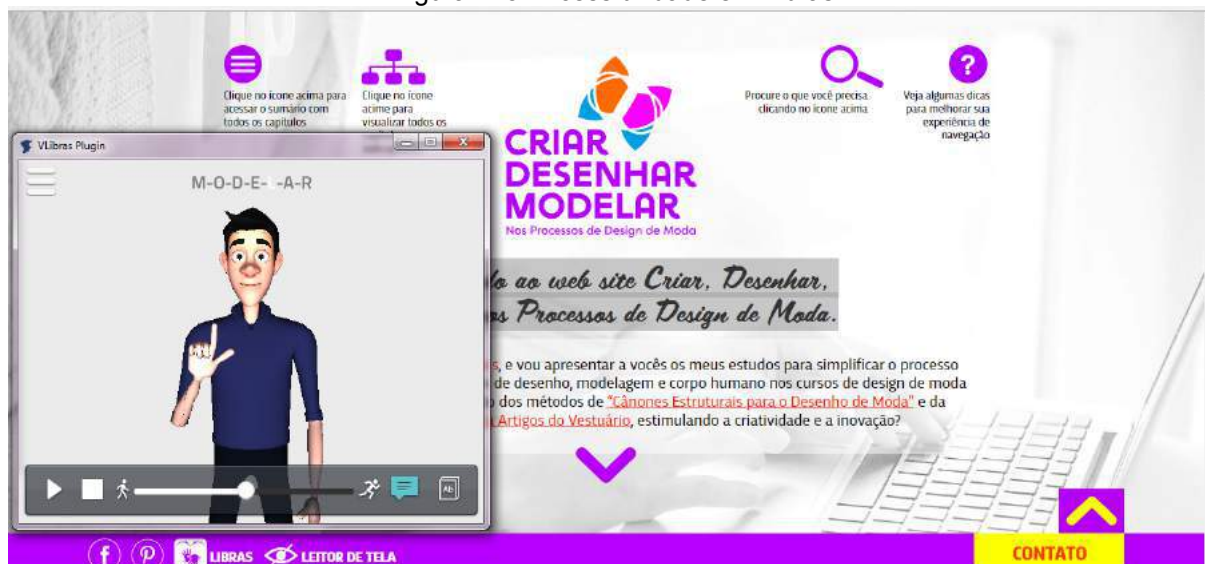 Clique no ícone acima para
acessar o sumário com
todos os capítulos
Clique no ícone
acime para
visualizar todos os
Procure o que você precisa
clicando no ícone acima
?
Veja algumas dicas
para melhorar sua
experiência de
navegação
CRIAR
DESENHAR
MODELAR
Nos Processos de Design de Moda
VLibras Plugin
M-O-D-E- -A-R
ao web site Criar, Desenhar,
Processos de Design de Moda.
, e vou apresentar a vocês os meus estudos para simplificar o processo
de desenho, modelagem e corpo humano nos cursos de design de moda
dos métodos de "Cânones Estruturais para o Desenho de Moda" e da
Artigos do Vestuário, estimulando a criatividade e a inovação?
LIBRAS
LEITOR DE TELA
CONTATO